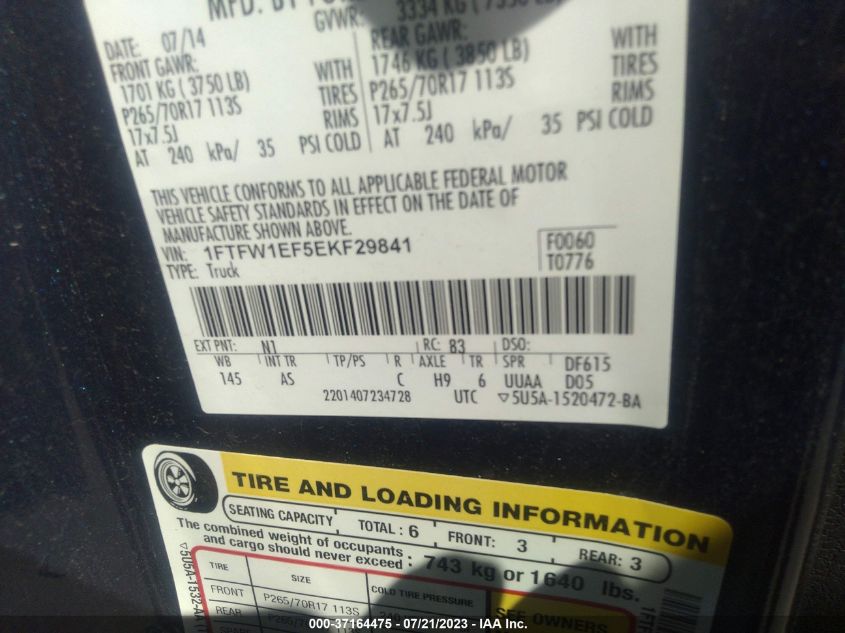 MFD. BY
GVWR: 3334 KG
DATE: 07/14
FRONT GAWR: REAR GAWR:
1701 KG ( 3750 LB) WITH 1746 KG ( 3850 LB) WITH
P265/70R17 113S TIRES P265/70R17 113S TIRES
17x7.5J RIMS 17x7.5J RIMS
AT 240 kPa/ 35 PSI COLD AT 240 kPa/ 35 PSI COLD
THIS VEHICLE CONFORMS TO ALL APPLICABLE FEDERAL MOTOR
VEHICLE SAFETY STANDARDS IN EFFECT ON THE DATE OF
MANUFACTURE SHOWN ABOVE.
VIN: 1FTFW1EF5EKF29841 F0060
TYPE: Truck T0776
EXT PNT: N1 RC: 83 DSO:
WB INT TR TP/PS R AXLE TR SPR DF615
145 AS C H9 6 UUAA D05
2201407234728 UTC ▽5U5A-1520472-BA
TIRE AND LOADING INFORMATION
SEATING CAPACITY TOTAL: 6 FRONT: 3 REAR: 3
The combined weight of occupants
and cargo should never exceed : 743 kg or 1640 lbs.
TIRE SIZE COLD TIRE PRESSURE
FRONT P265/70R17 113S
SEE OWNERS
REAR
000-37164475 - 07/21/2023 - IAA Inc.